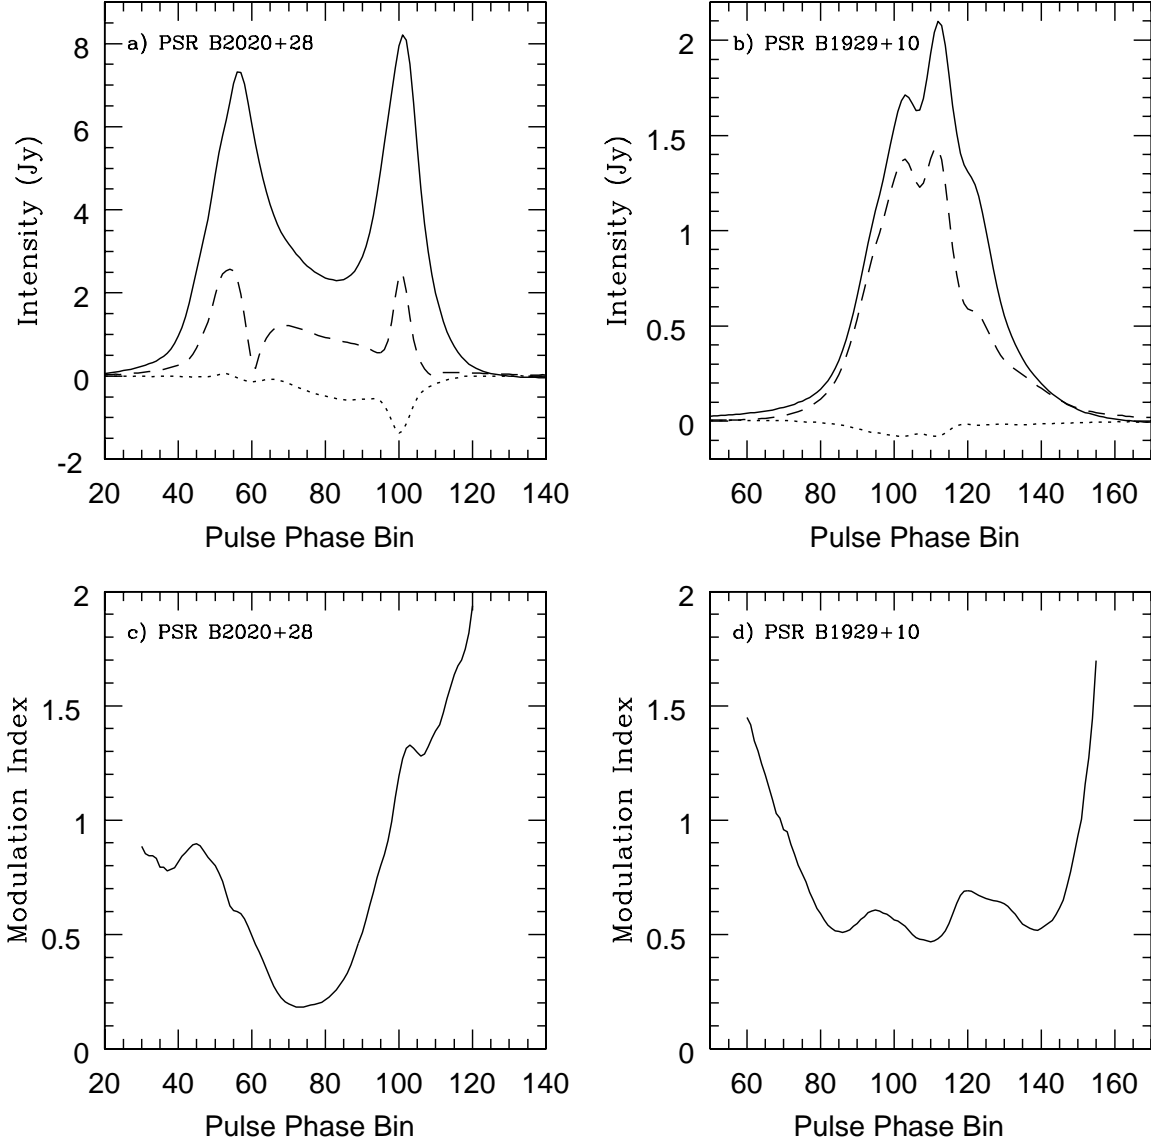 a) PSR B2020+28
8
6
4
2
0
-2
Intensity (Jy)
20 40 60 80 100 120 140
Pulse Phase Bin
b) PSR B1929+10
2
1.5
1
0.5
0
Intensity (Jy)
60 80 100 120 140 160
Pulse Phase Bin
c) PSR B2020+28
2
1.5
1
0.5
0
Modulation Index
20 40 60 80 100 120 140
Pulse Phase Bin
d) PSR B1929+10
2
1.5
1
0.5
0
Modulation Index
60 80 100 120 140 160
Pulse Phase Bin